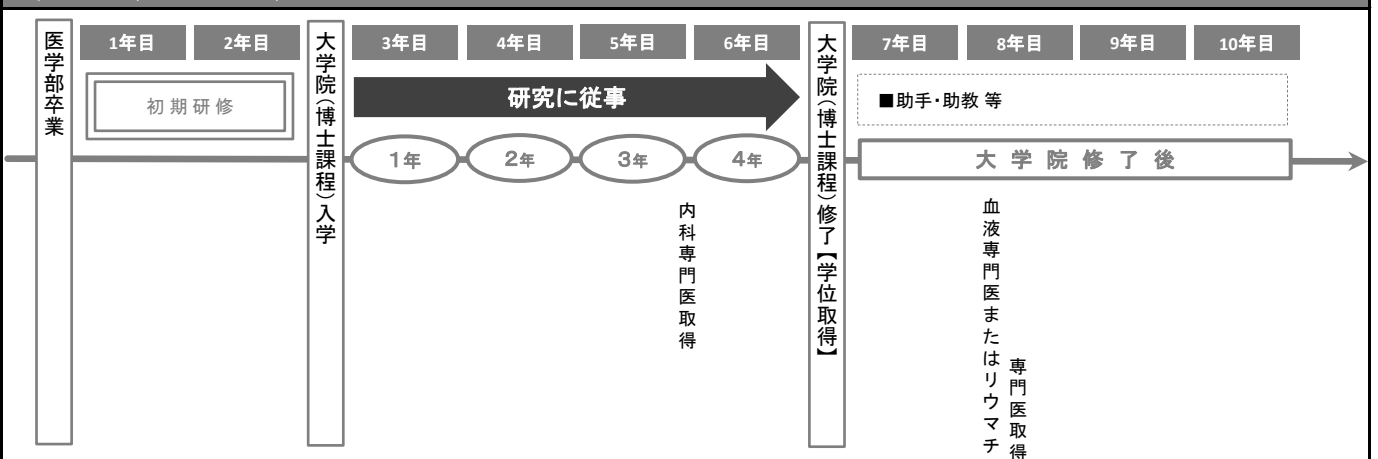 医学部卒業
1年目
2年目
初期研修
大学院(博士課程)入学
3年目
4年目
5年目
6年目
研究に従事
1年
2年
3年
4年
内科専門医取得
大学院(博士課程)修了【学位取得】
7年目
8年目
9年目
10年目
■助手・助教 等
大学院修了後
血液専門医またはリウマチ
専門医取得